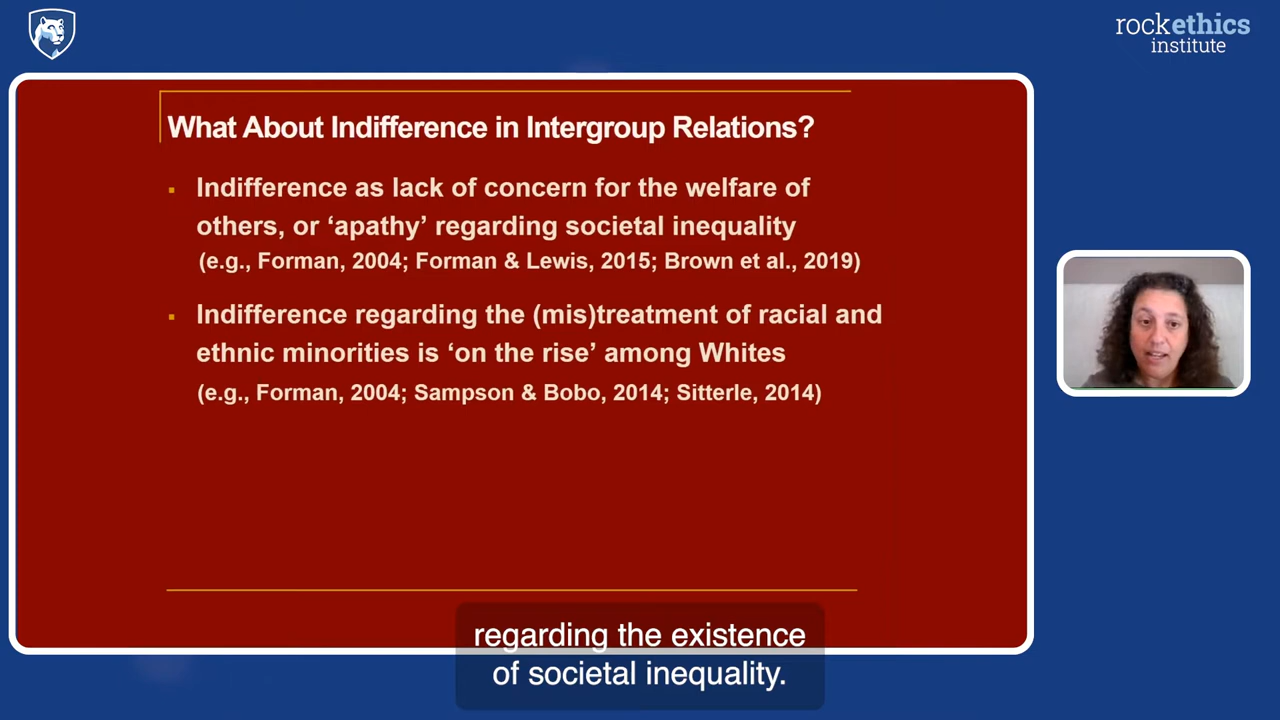 rockethics
institute
What About Indifference in Intergroup Relations?
▪ Indifference as lack of concern for the welfare of
others, or ‘apathy’ regarding societal inequality
(e.g., Forman, 2004; Forman & Lewis, 2015; Brown et al., 2019)
▪ Indifference regarding the (mis)treatment of racial and
ethnic minorities is ‘on the rise’ among Whites
(e.g., Forman, 2004; Sampson & Bobo, 2014; Sitterle, 2014)
regarding the existence
of societal inequality.